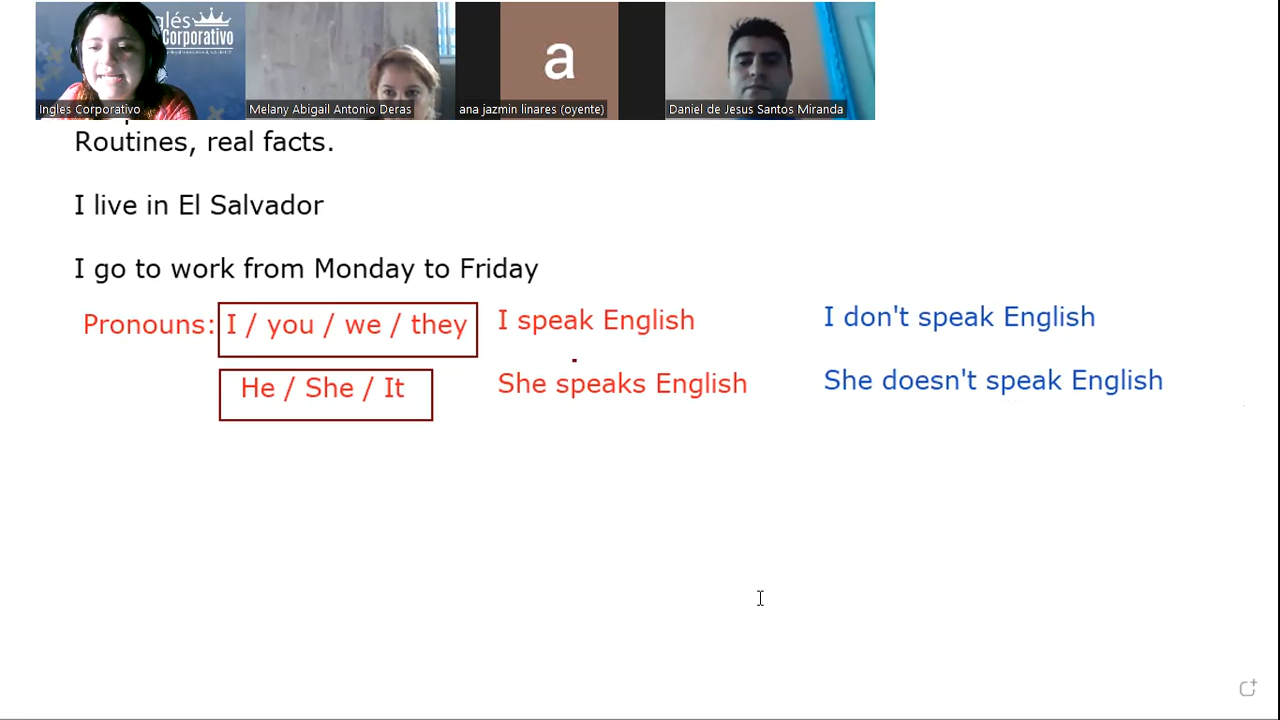 glés
Corporativo
Ingles Corporativo
Melany Abigail Antonio Deras
a
ana jazmin linares (oyente)
Daniel de Jesus Santos Miranda
Routines, real facts.
I live in El Salvador
I go to work from Monday to Friday
Pronouns: I / you / we / they I speak English I don't speak English
He / She / It She speaks English She doesn't speak English